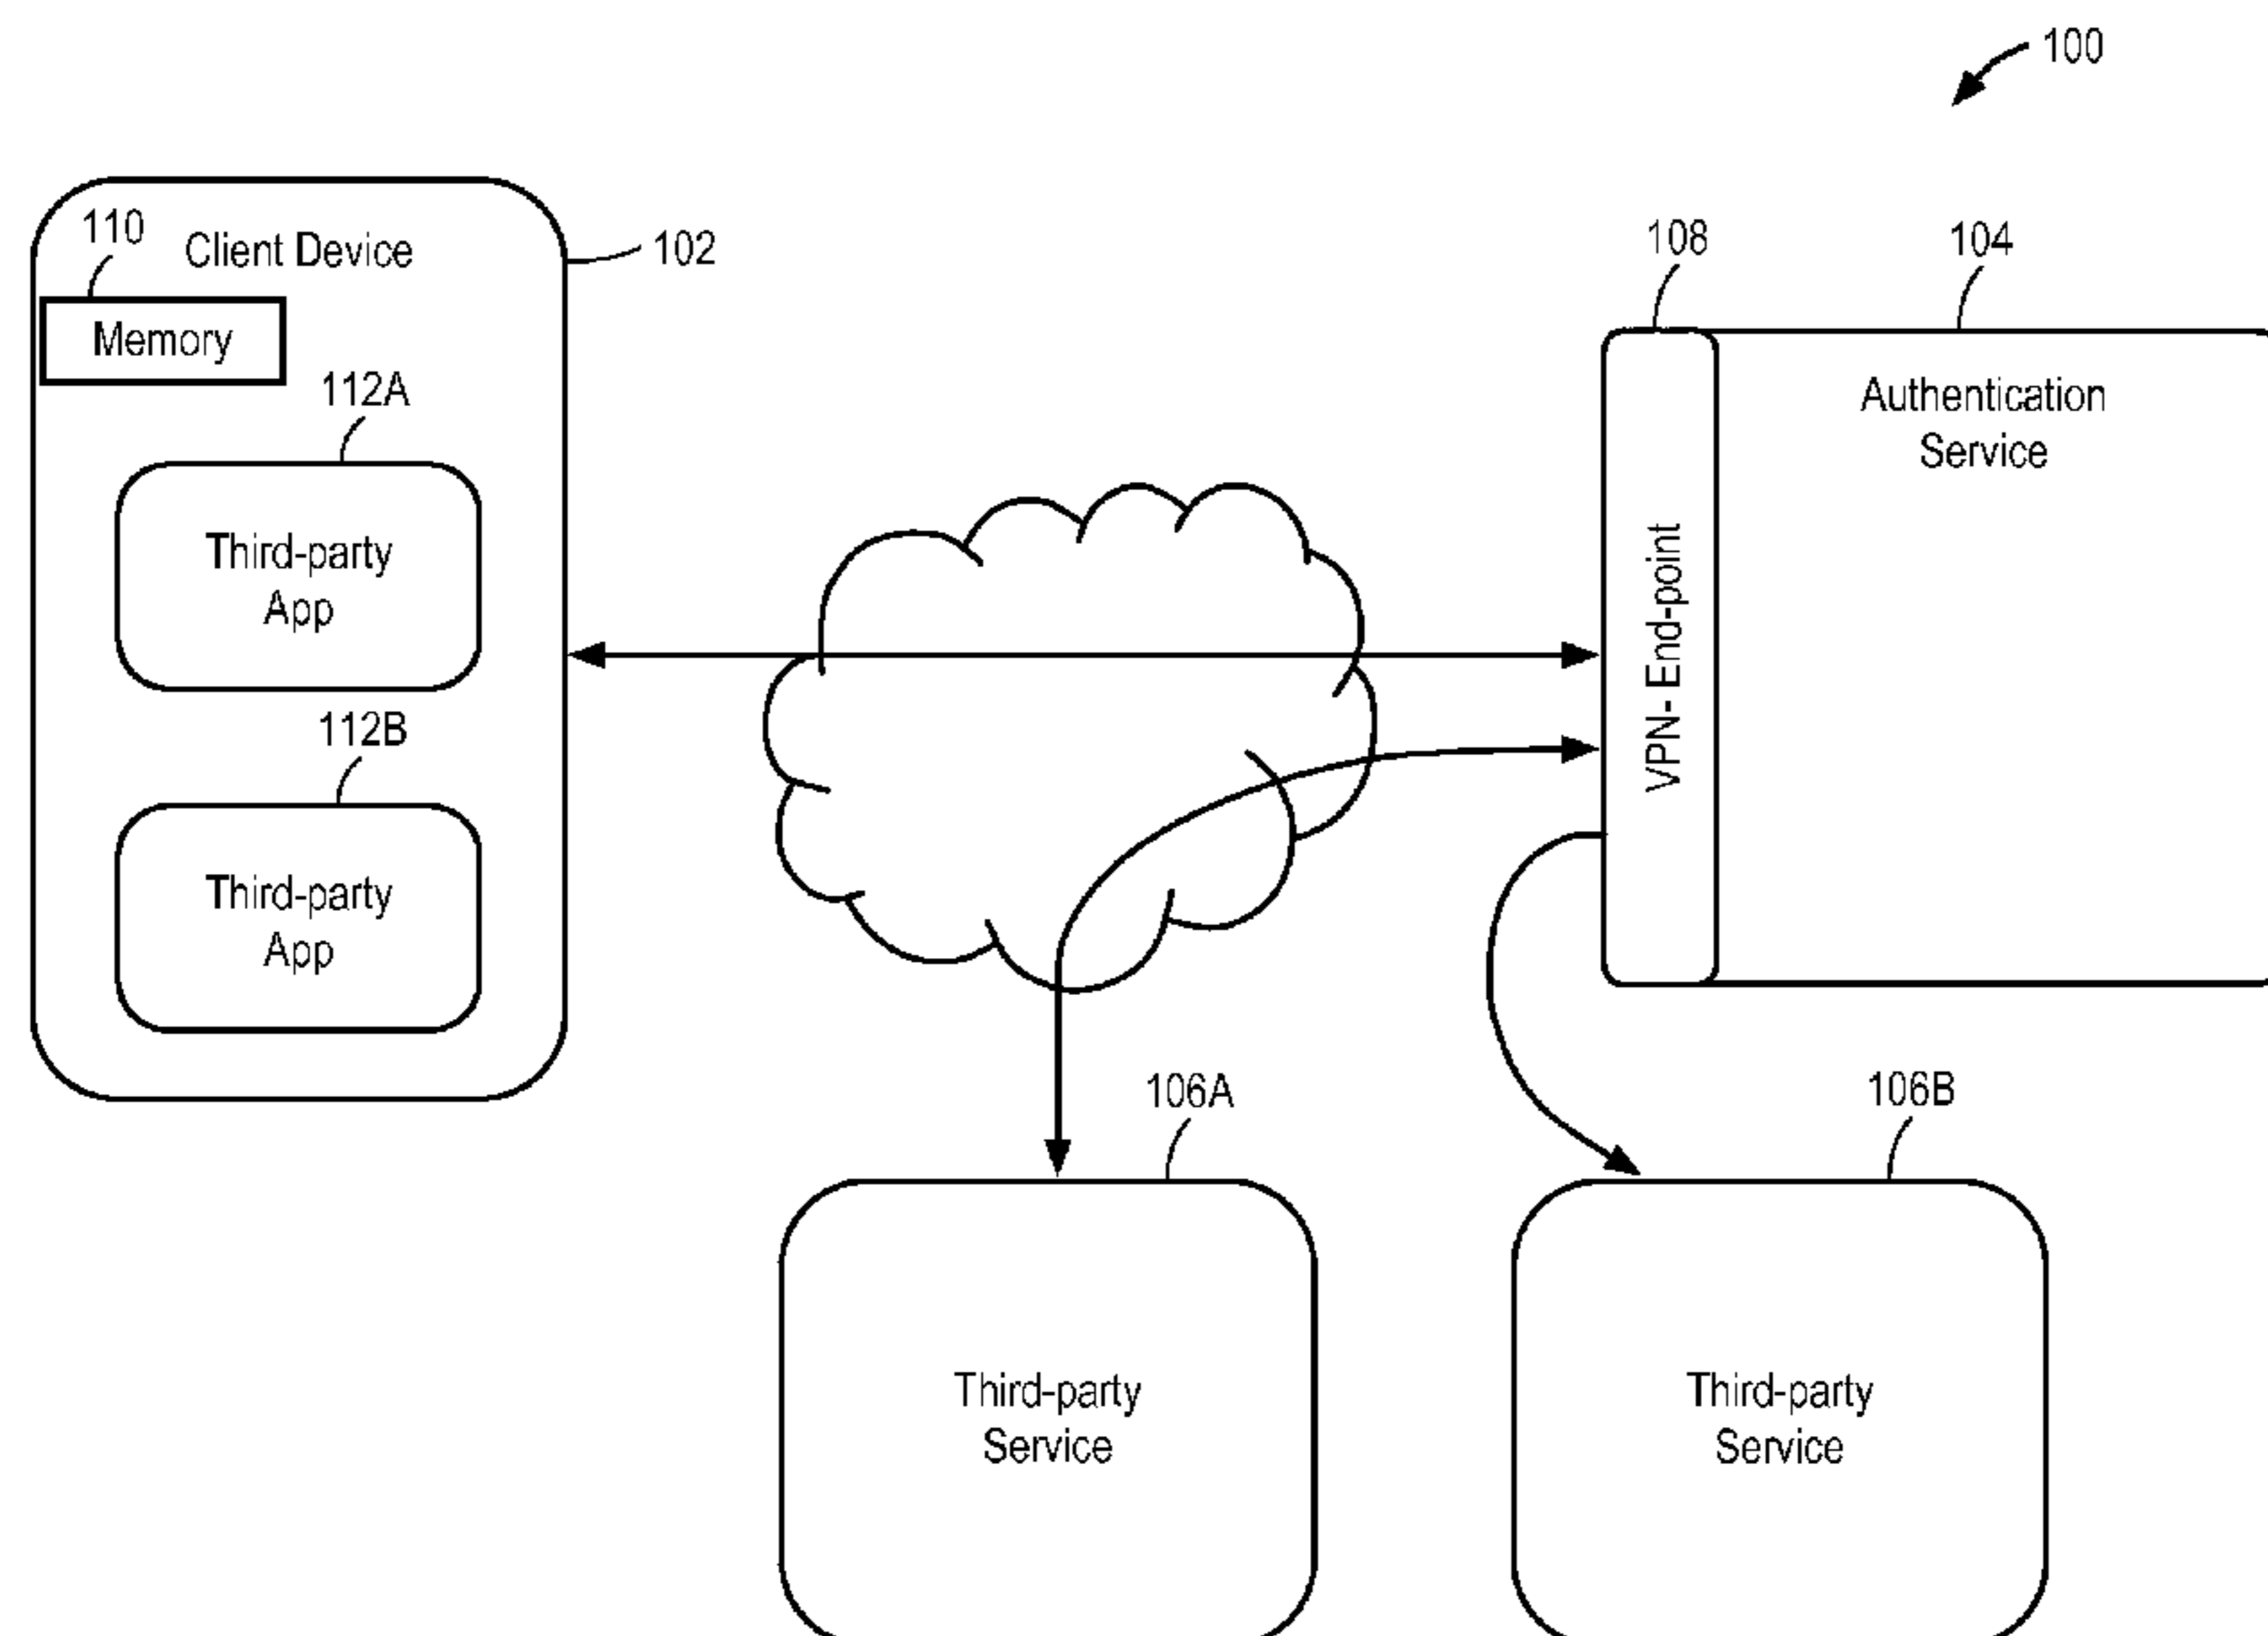 100
110
Client Device
102
Memory
112A
Third-party
App
112B
Third-party
App
108
104
Authentication
Service
VPN- End-point
106A
Third-party
Service
106B
Third-party
Service